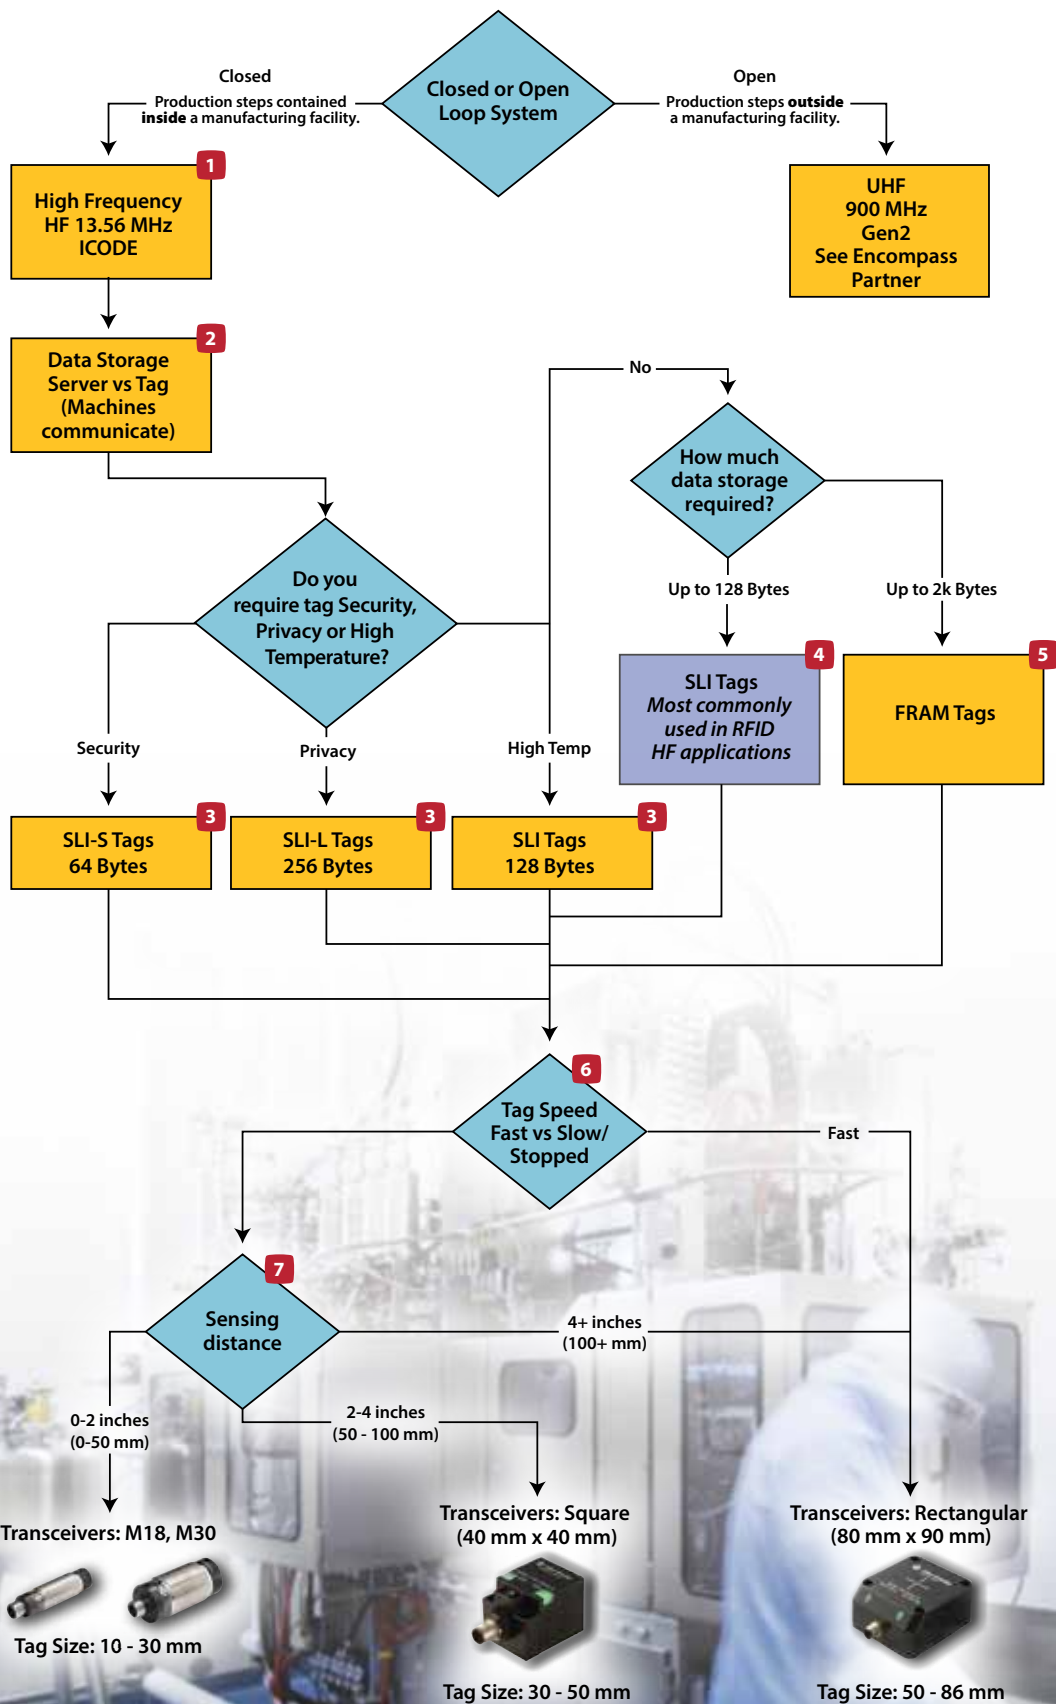 Closed or Open
Loop System
Closed
Production steps contained
inside a manufacturing facility.
Open
Production steps outside
a manufacturing facility.
1
High Frequency
HF 13.56 MHz
ICODE
UHF
900 MHz
Gen2
See Encompass
Partner
2
Data Storage
Server vs Tag
(Machines
communicate)
No
How much
data storage
required?
Do you
require tag Security,
Privacy or High
Temperature?
Up to 128 Bytes
Up to 2k Bytes
4
SLI Tags
Most commonly
used in RFID
HF applications
5
FRAM Tags
Security
Privacy
High Temp
3
SLI-S Tags
64 Bytes
3
SLI-L Tags
256 Bytes
3
SLI Tags
128 Bytes
6
Tag Speed
Fast vs Slow/
Stopped
Fast
7
Sensing
distance
4+ inches
(100+ mm)
0-2 inches
(0-50 mm)
2-4 inches
(50 - 100 mm)
Transceivers: M18, M30
Tag Size: 10 - 30 mm
Transceivers: Square
(40 mm x 40 mm)
Tag Size: 30 - 50 mm
Transceivers: Rectangular
(80 mm x 90 mm)
Tag Size: 50 - 86 mm